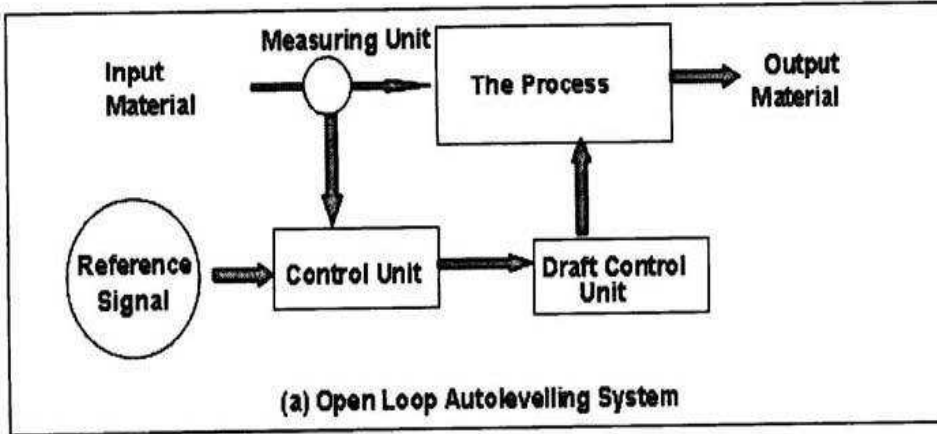 Measuring Unit
Input
Material
The Process
Output
Material
Reference
Signal
Control Unit
Draft Control
Unit
(a) Open Loop Autolevelling System